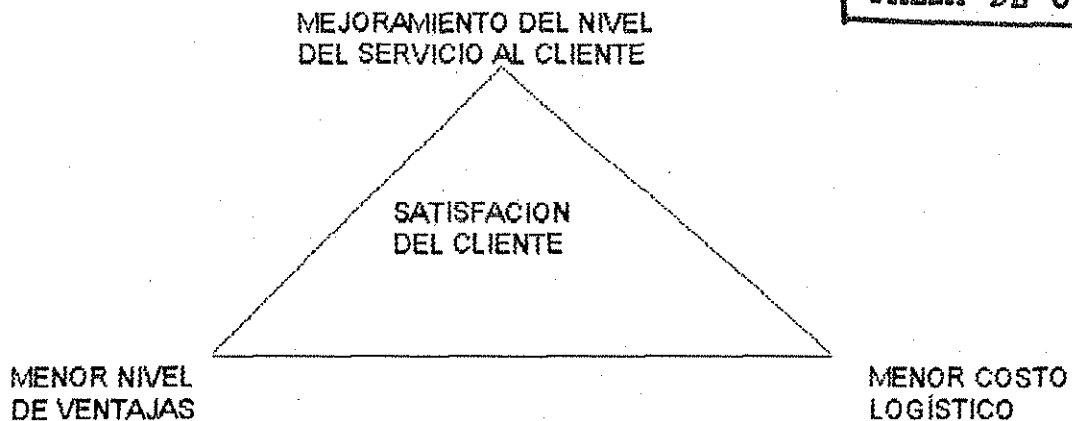 MEJORAMIENTO DEL NIVEL
DEL SERVICIO AL CLIENTE
SATISFACION
DEL CLIENTE
MENOR NIVEL
DE VENTAJAS
MENOR COSTO
LOGÍSTICO